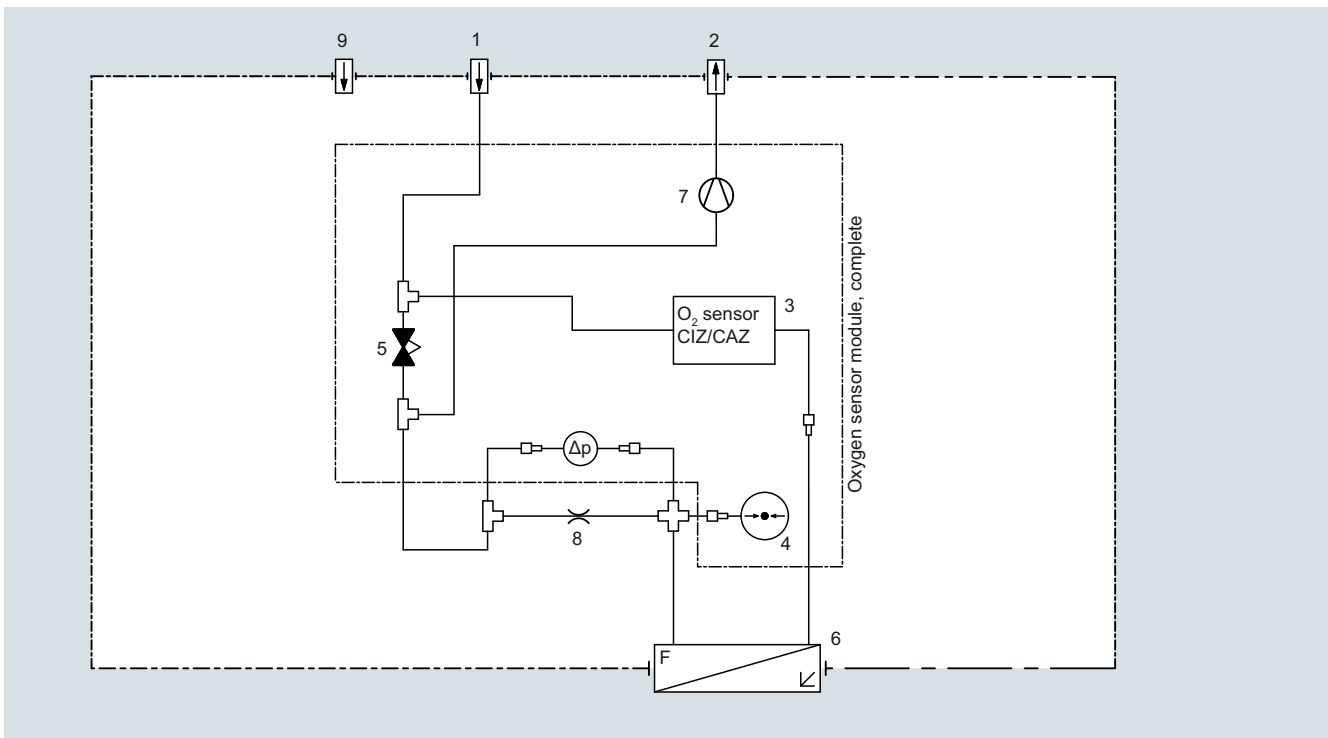 9
1
2
7
O2 sensor
CIZ/CAZ
3
5
Oxygen sensor module, complete
Δp
8
4
6
F